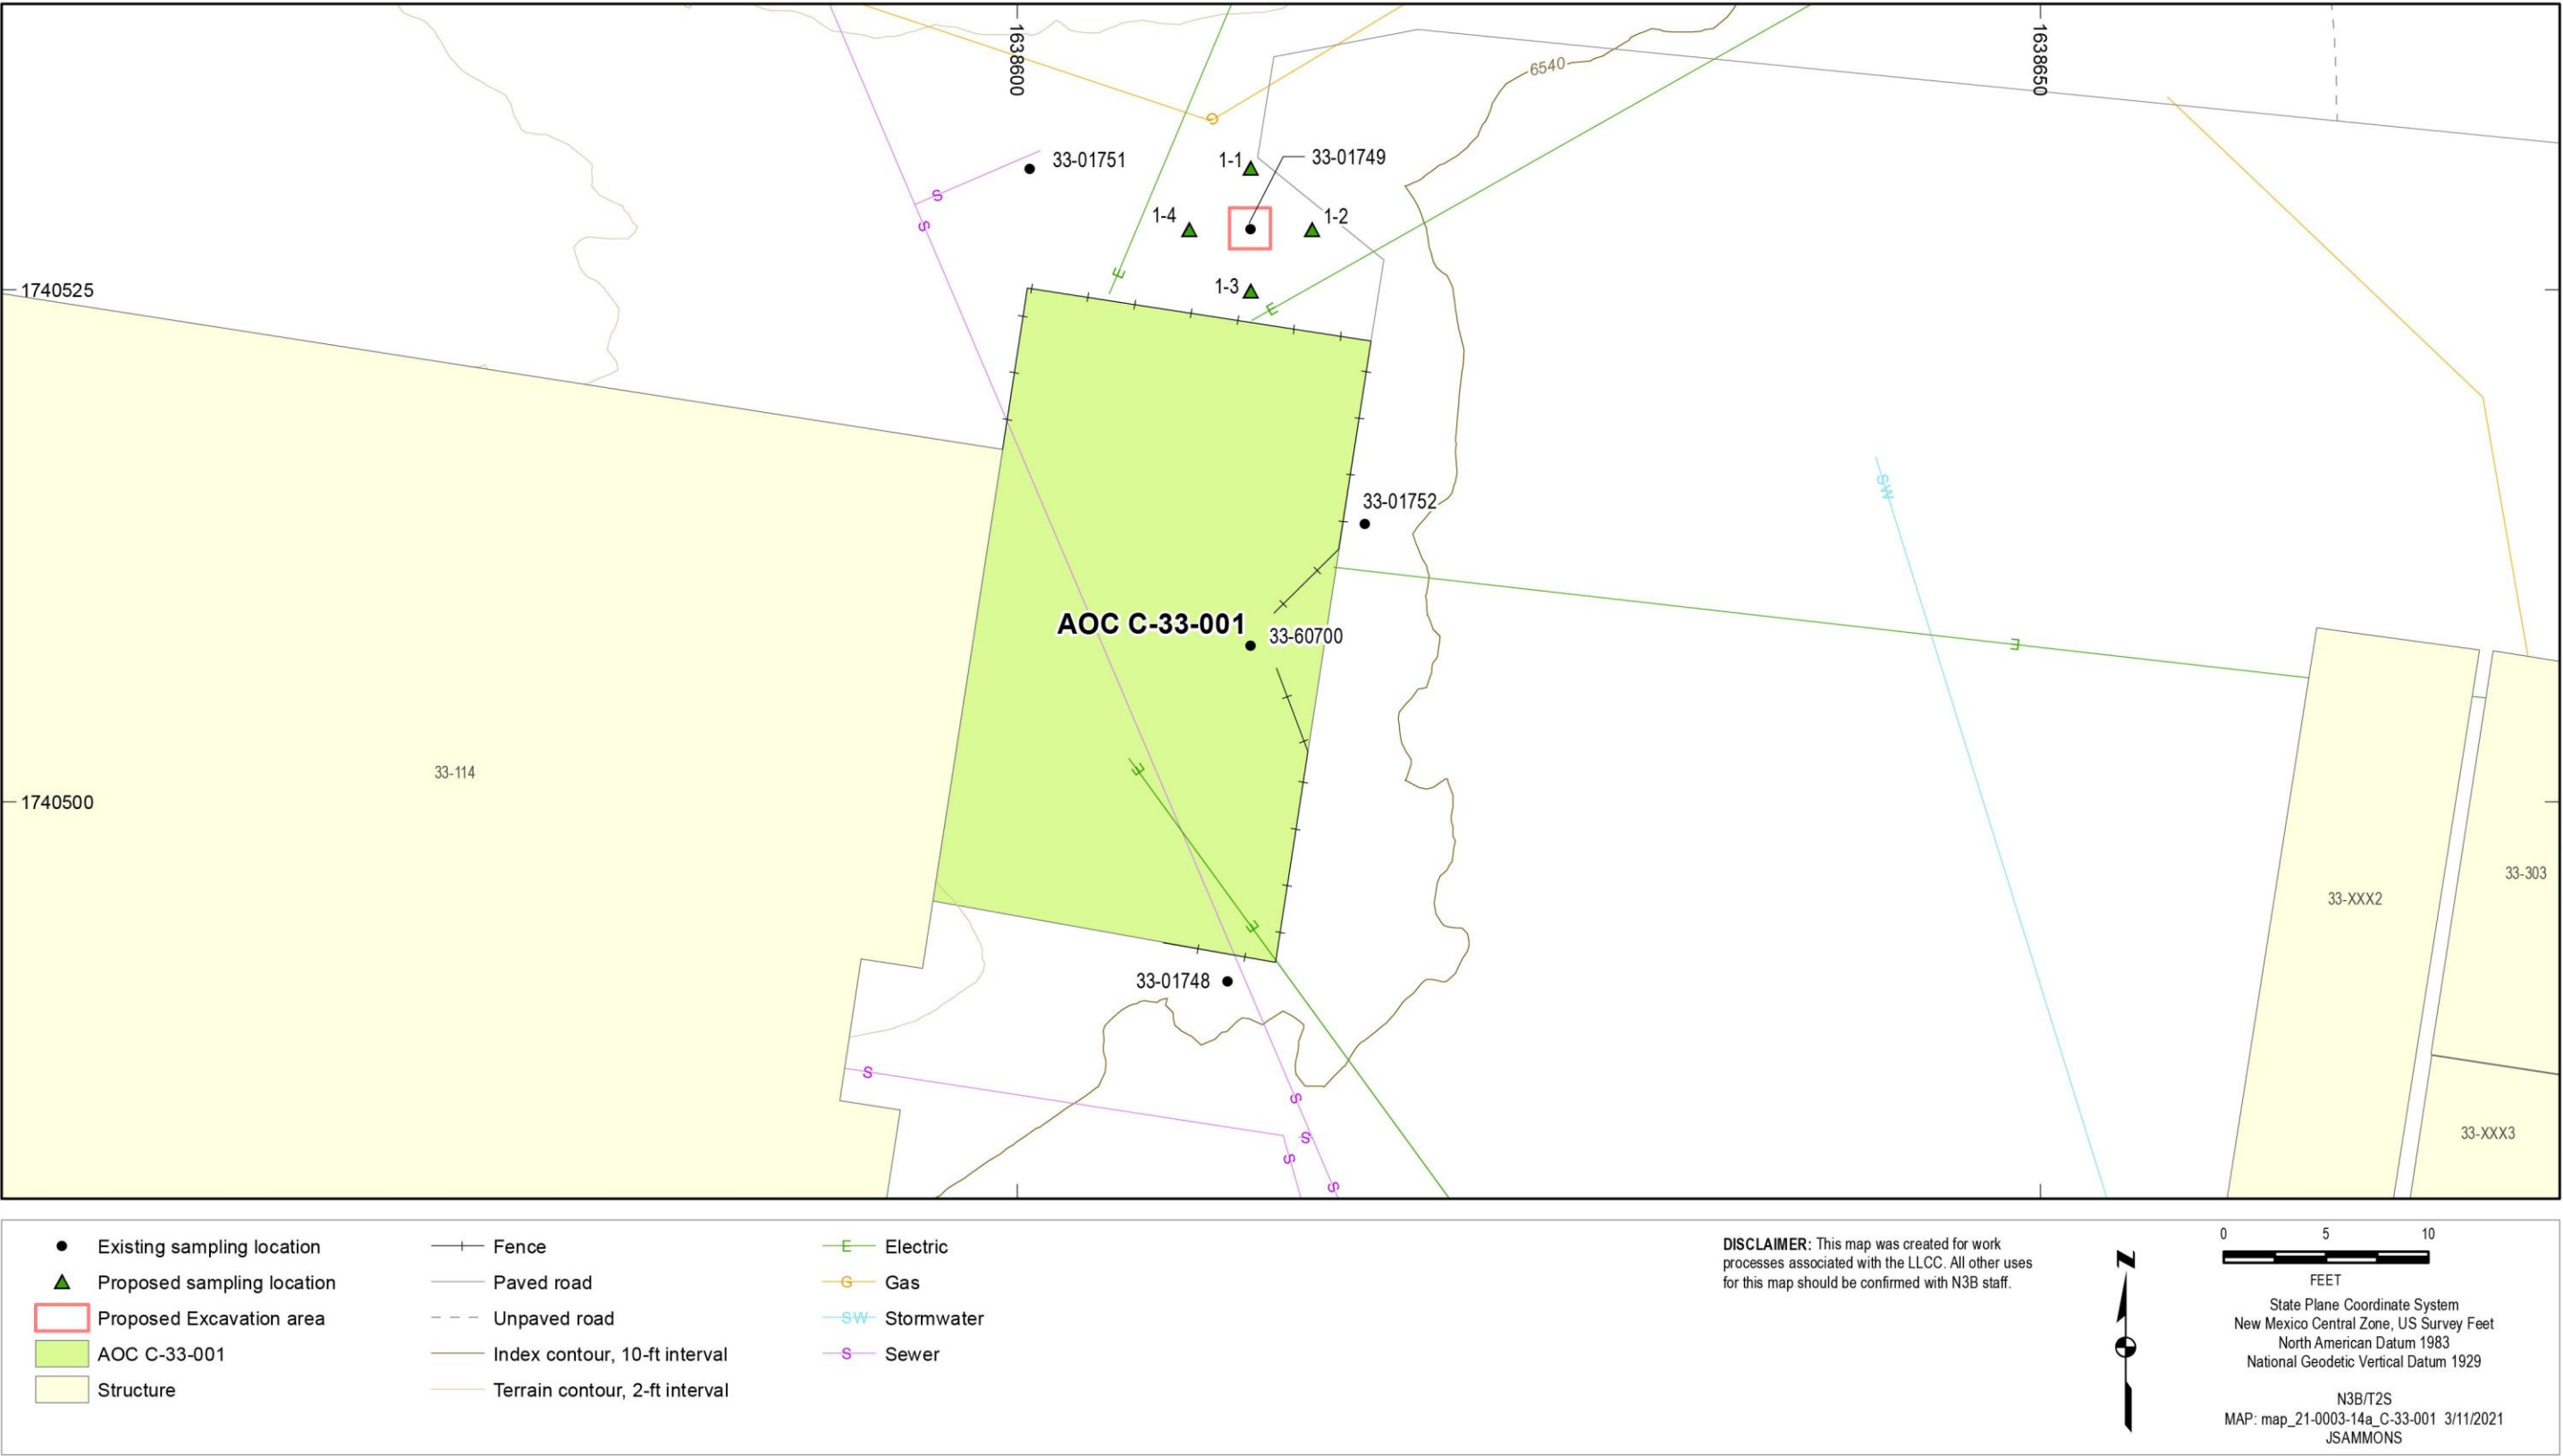 1638600
1638650
6540
G
33-01751
1-1
33-01749
S
S
1-4
1-2
E
1740525
1-3
E
SW
33-01752
AOC C-33-001
33-60700
E
33-114
E
1740500
33-303
33-XXX2
E
33-01748
S
S
S
S
33-XXX3
S
Existing sampling location
Proposed sampling location
Proposed Excavation area
AOC C-33-001
Structure
Fence
Paved road
Unpaved road
Index contour, 10-ft interval
Terrain contour, 2-ft interval
E Electric
G Gas
SW Stormwater
S Sewer
DISCLAIMER: This map was created for work
processes associated with the LLCC. All other uses
for this map should be confirmed with N3B staff.
N
0 5 10
FEET
State Plane Coordinate System
New Mexico Central Zone, US Survey Feet
North American Datum 1983
National Geodetic Vertical Datum 1929
N3B/T2S
MAP: map_21-0003-14a_C-33-001 3/11/2021
JSAMMONS